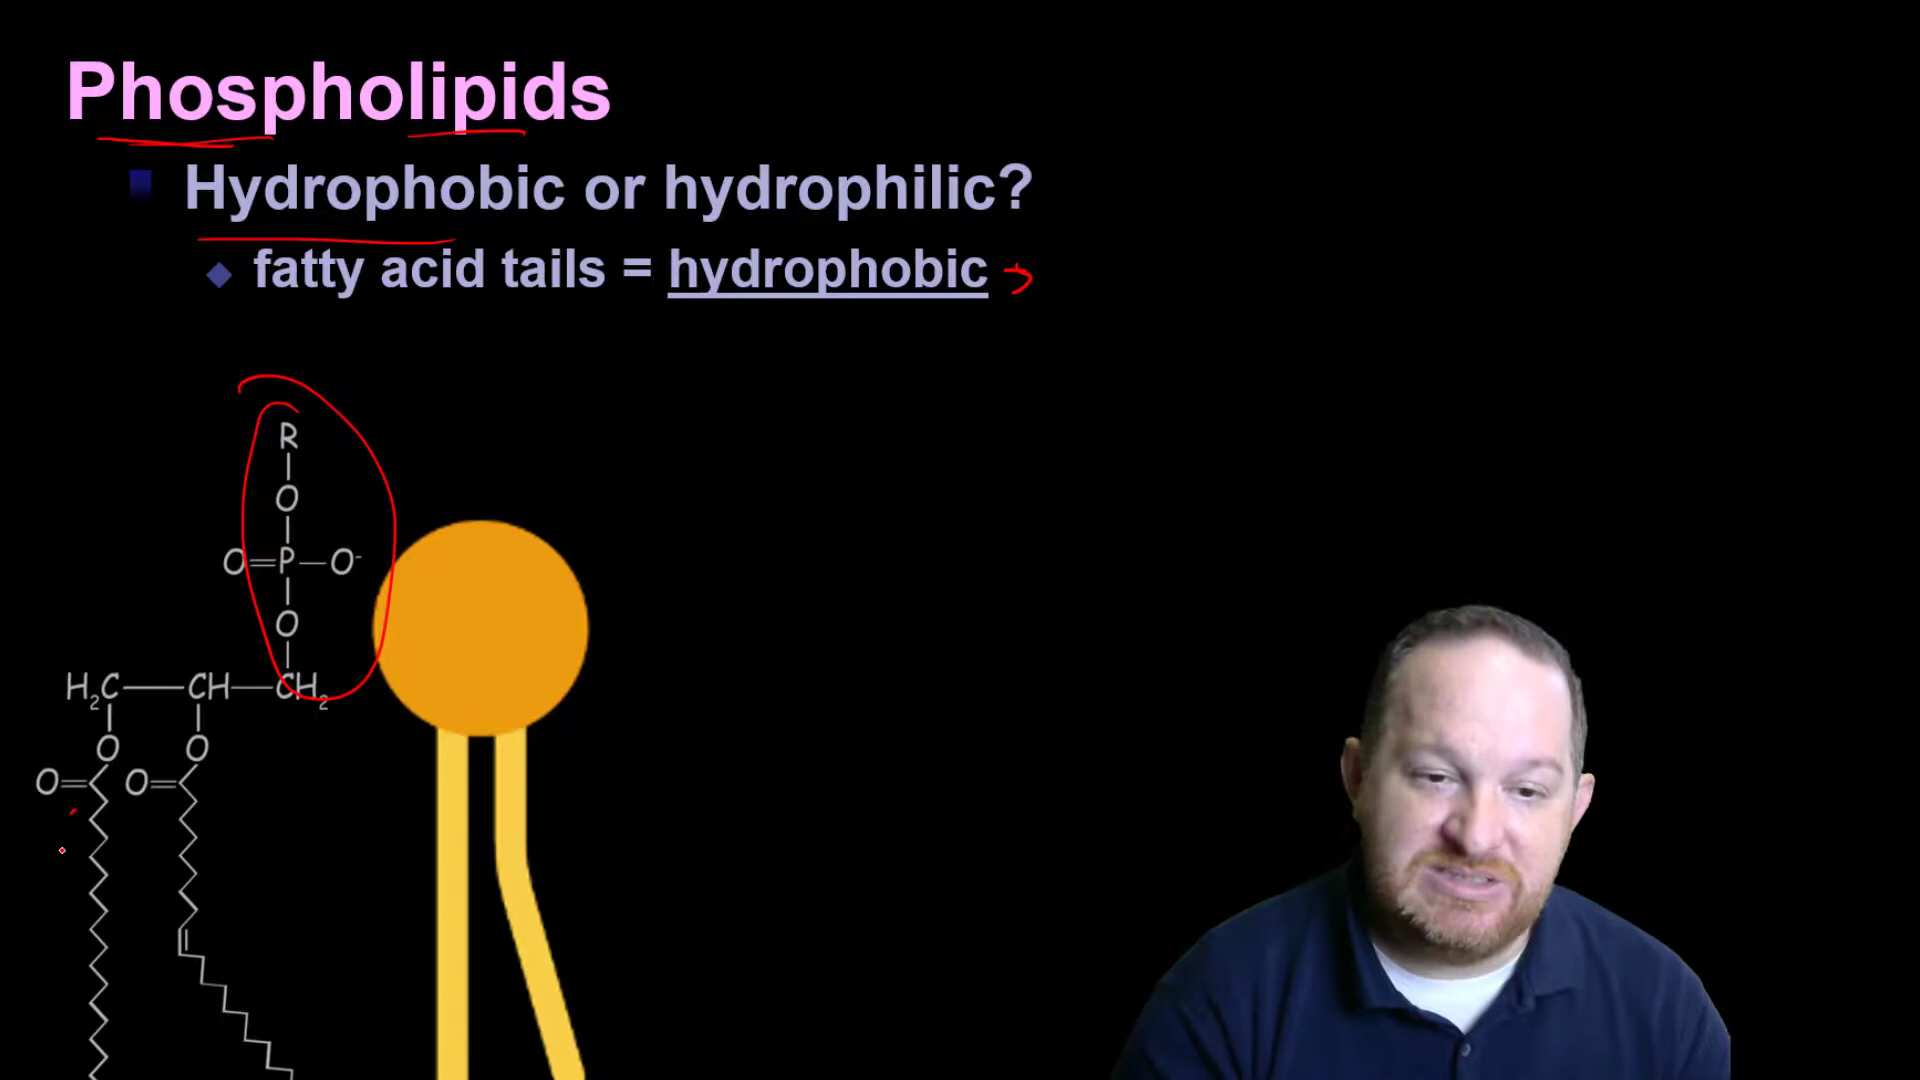 Phospholipids
Hydrophobic or hydrophilic?
fatty acid tails = hydrophobic
R
O
O=P—O⁻
O
H₂C—CH—CH₂
O O
O= O=